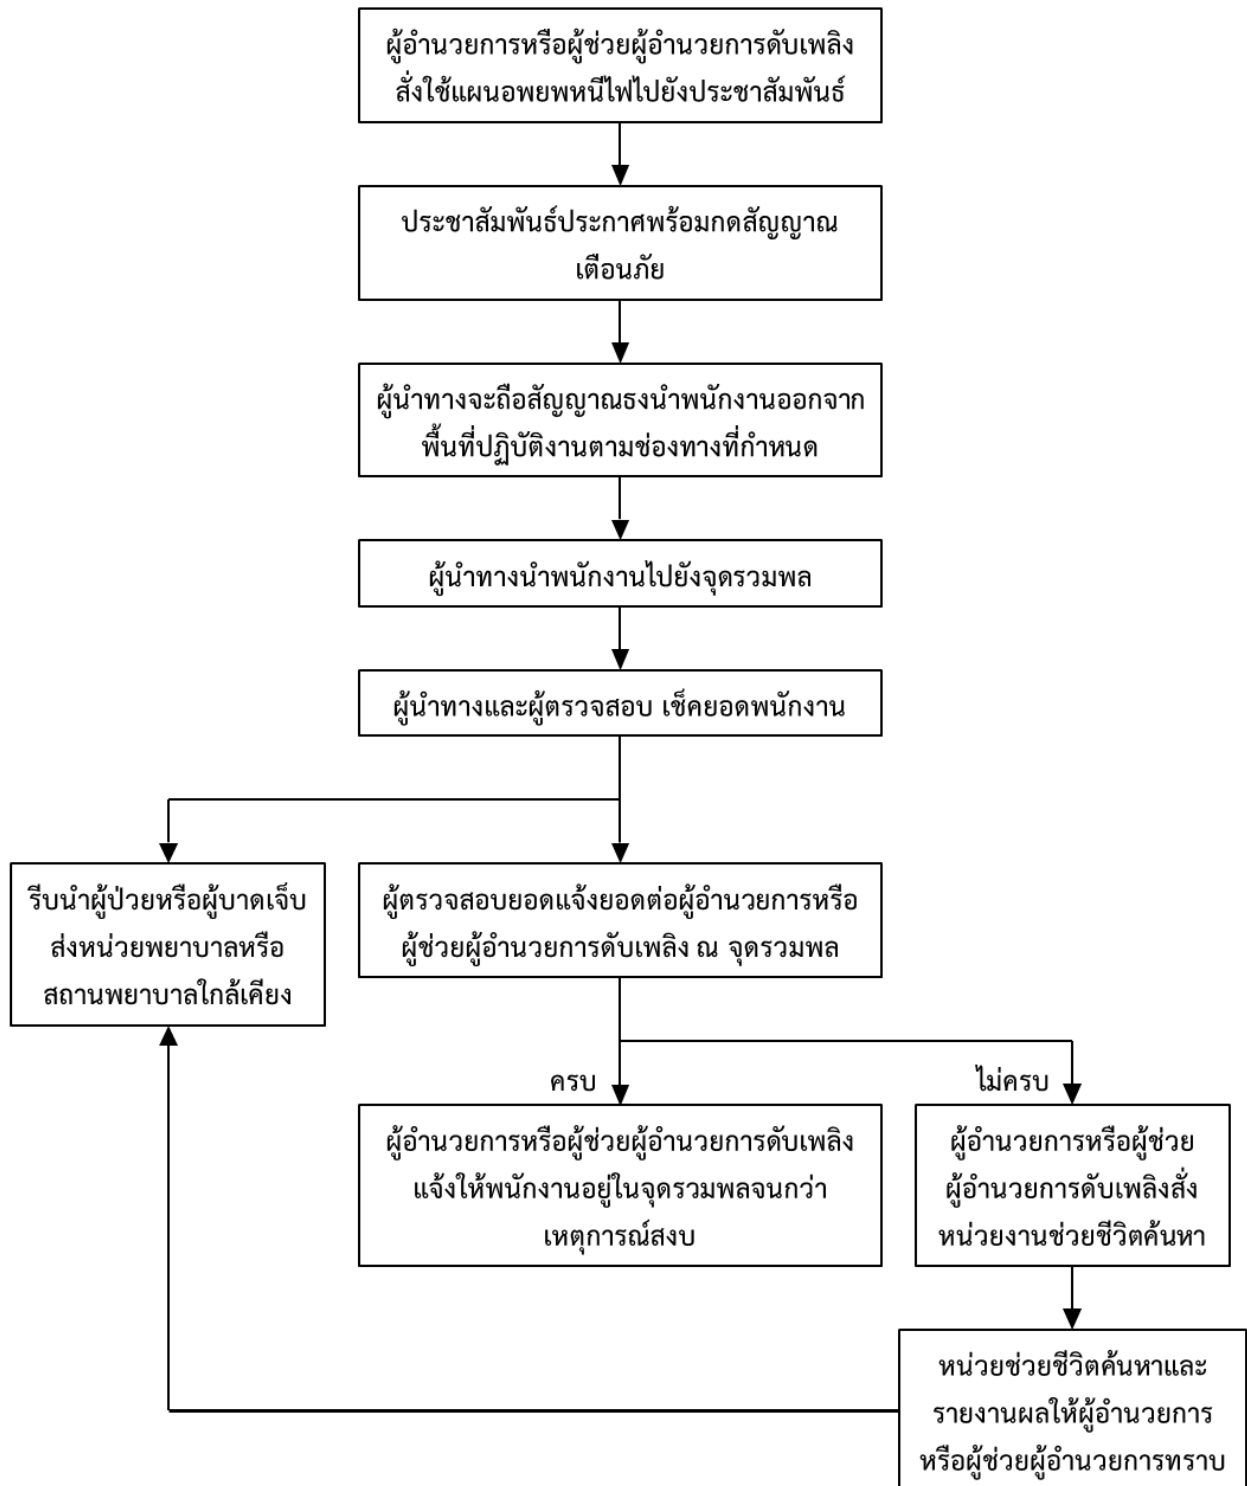 ผู้อำนวยการหรือผู้ช่วยผู้อำนวยการดับเพลิง
สั่งใช้แผนอพยพหนีไฟไปยังประชาสัมพันธ์
ประชาสัมพันธ์ประกาศพร้อมกดสัญญาณ
เตือนภัย
ผู้นำทางจะถือสัญญาณธงนำพนักงานออกจาก
พื้นที่ปฏิบัติงานตามช่องทางที่กำหนด
ผู้นำทางนำพนักงานไปยังจุดรวมพล
ผู้นำทางและผู้ตรวจสอบ เช็คยอดพนักงาน
รีบนำผู้ป่วยหรือผู้บาดเจ็บ
ส่งหน่วยพยาบาลหรือ
สถานพยาบาลใกล้เคียง
ผู้ตรวจสอบยอดแจ้งยอดต่อผู้อำนวยการหรือ
ผู้ช่วยผู้อำนวยการดับเพลิง ณ จุดรวมพล
ครบ
ไม่ครบ
ผู้อำนวยการหรือผู้ช่วยผู้อำนวยการดับเพลิง
แจ้งให้พนักงานอยู่ในจุดรวมพลจนกว่า
เหตุการณ์สงบ
ผู้อำนวยการหรือผู้ช่วย
ผู้อำนวยการดับเพลิงสั่ง
หน่วยงานช่วยชีวิตค้นหา
หน่วยช่วยชีวิตค้นหาและ
รายงานผลให้ผู้อำนวยการ
หรือผู้ช่วยผู้อำนวยการทราบ